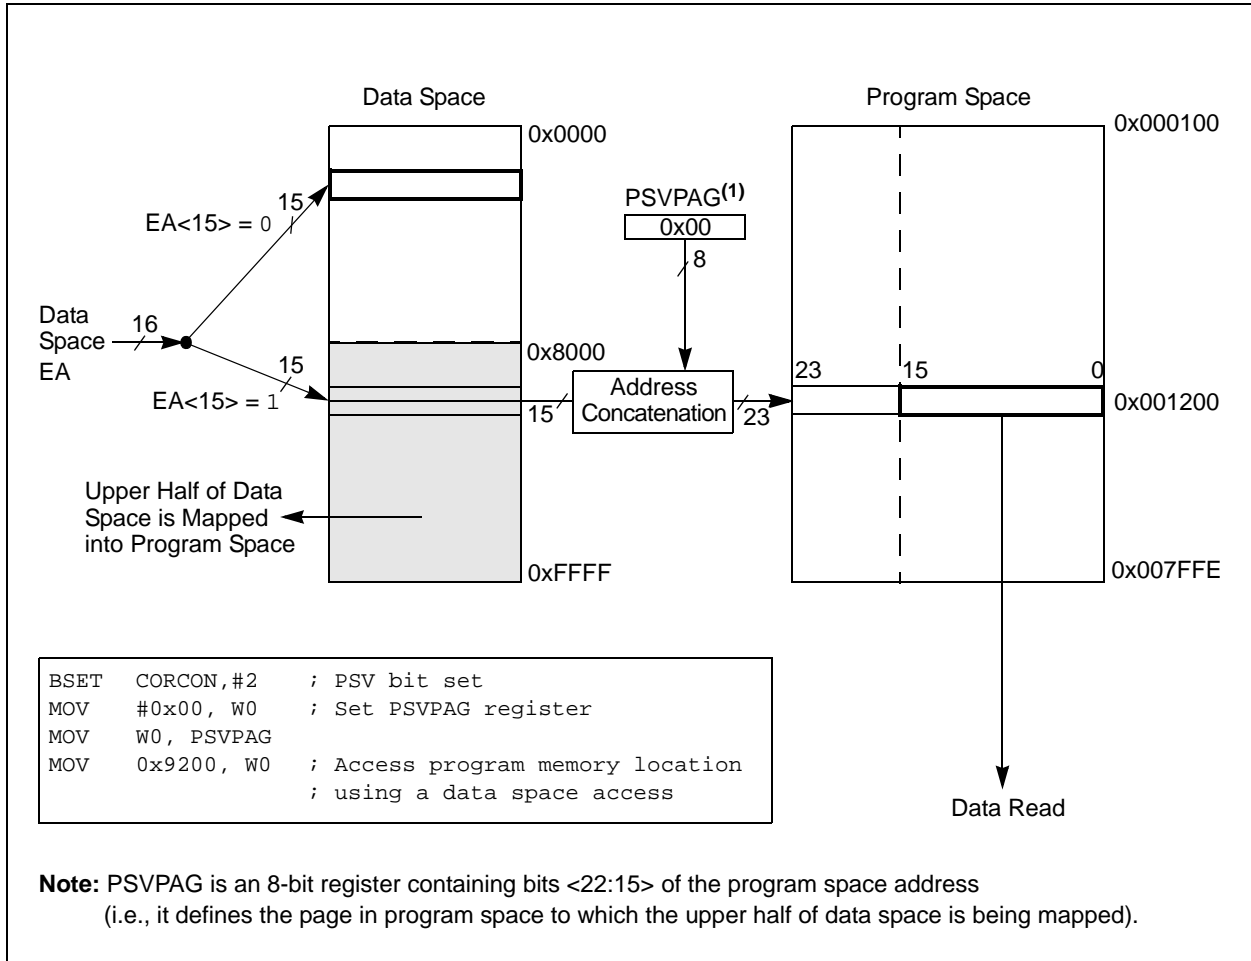 Data Space
Program Space
0x0000
0x000100
15
PSVPAG(1)
EA<15> = 0
0x00
8
Data
Space
EA
16
0x8000
15
EA<15> = 1
15
Address
Concatenation
23
23
15
0
0x001200
Upper Half of Data
Space is Mapped
into Program Space
0xFFFF
0x007FFE
BSET CORCON,#2 ; PSV bit set
MOV #0x00, W0 ; Set PSVPAG register
MOV W0, PSVPAG
MOV 0x9200, W0 ; Access program memory location
; using a data space access
Data Read
Note: PSVPAG is an 8-bit register containing bits <22:15> of the program space address
(i.e., it defines the page in program space to which the upper half of data space is being mapped).